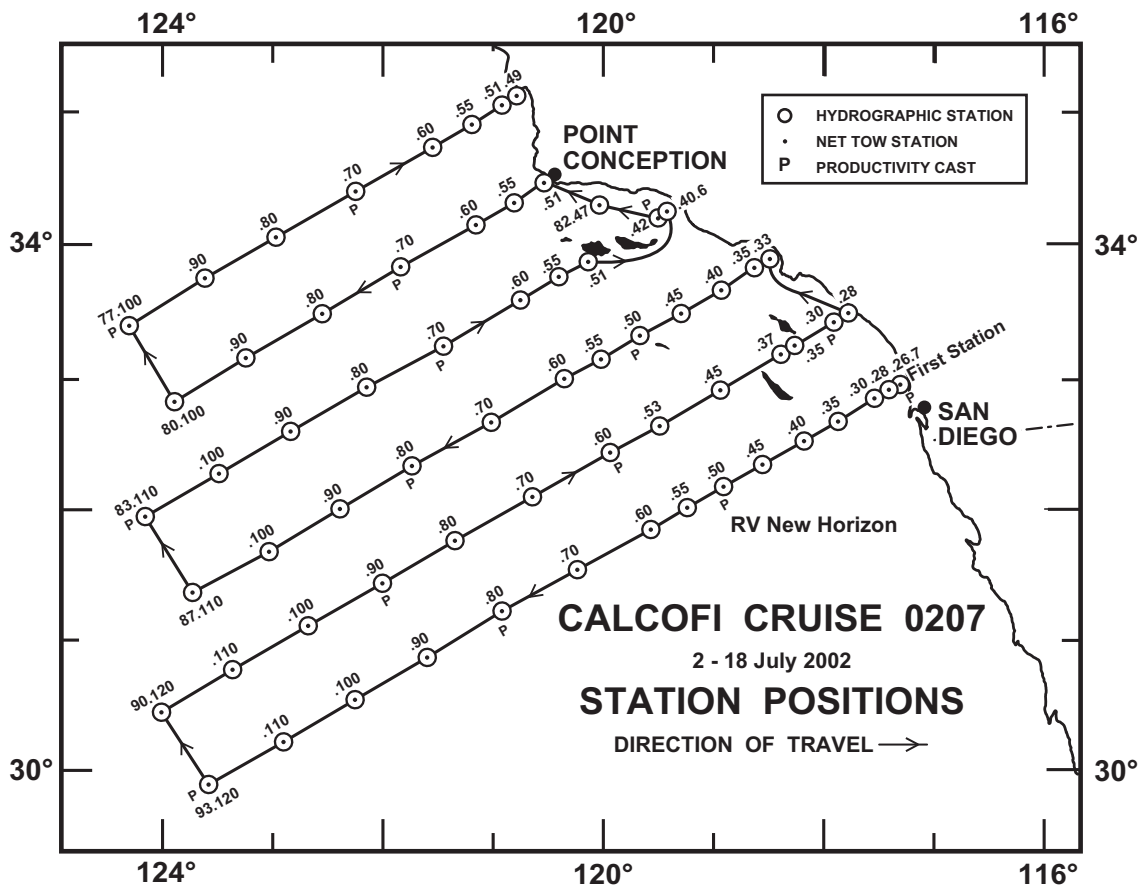 124°
120°
116°
HYDROGRAPHIC STATION
NET TOW STATION
P PRODUCTIVITY CAST
POINT
CONCEPTION
34°
34°
.49
.51
.55
.60
.70
P
.80
.90
77.100
P
.51
.55
.60
.70
P
.80
.90
80.100
82.47
P
.42
.40.6
.51
.55
.60
.70
P
.80
.90
.100
83.110
P
.33
.35
.40
.45
.50
P
.60
.70
.80
P
.90
.100
87.110
.28
.30
P
.35
.37
.45
.53
.60
P
.70
.80
.90
P
.100
.110
90.120
First Station
.26.7
P
.28
.30
.35
.40
.45
.50
P
.55
.60
.70
.80
P
.90
.100
.110
P
93.120
SAN
DIEGO
RV New Horizon
CALCOFI CRUISE 0207
2 - 18 July 2002
STATION POSITIONS
DIRECTION OF TRAVEL
30°
30°
124°
120°
116°